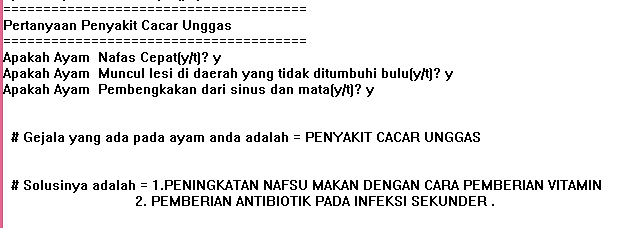 ======================================
Pertanyaan Penyakit Cacar Unggas
======================================
Apakah Ayam  Nafas Cepat(y/t)? y
Apakah Ayam  Muncul lesi di daerah yang tidak ditumbuhi bulu(y/t)? y
Apakah Ayam  Pembengkakan dari sinus dan mata(y/t)? y
# Gejala yang ada pada ayam anda adalah = PENYAKIT CACAR UNGGAS
# Solusinya adalah = 1.PENINGKATAN NAFSU MAKAN DENGAN CARA PEMBERIAN VITAMIN
2. PEMBERIAN ANTIBIOTIK PADA INFEKSI SEKUNDER .